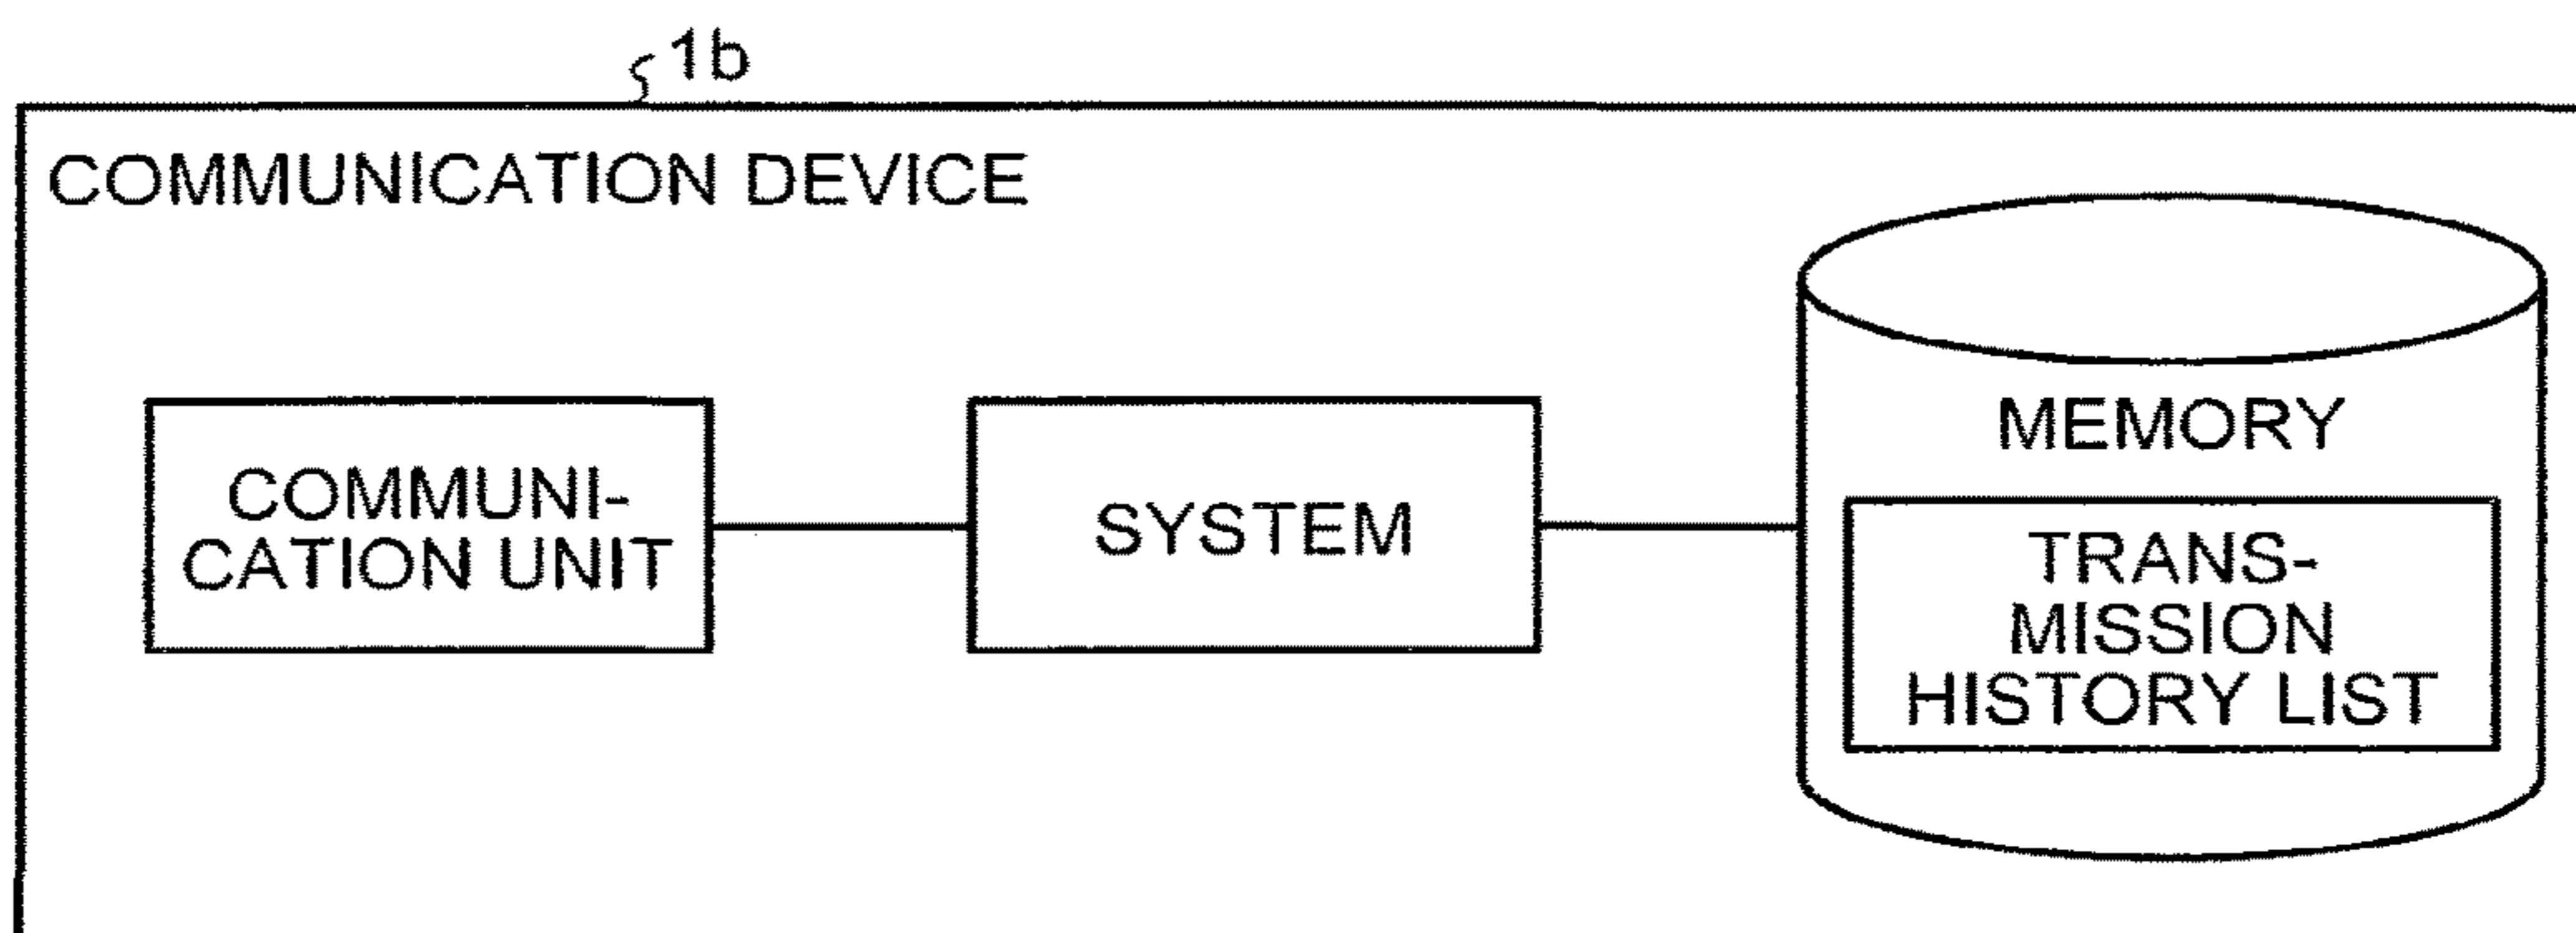 1b
COMMUNICATION DEVICE
COMMUNI-
CATION UNIT
SYSTEM
MEMORY
TRANS-
MISSION
HISTORY LIST